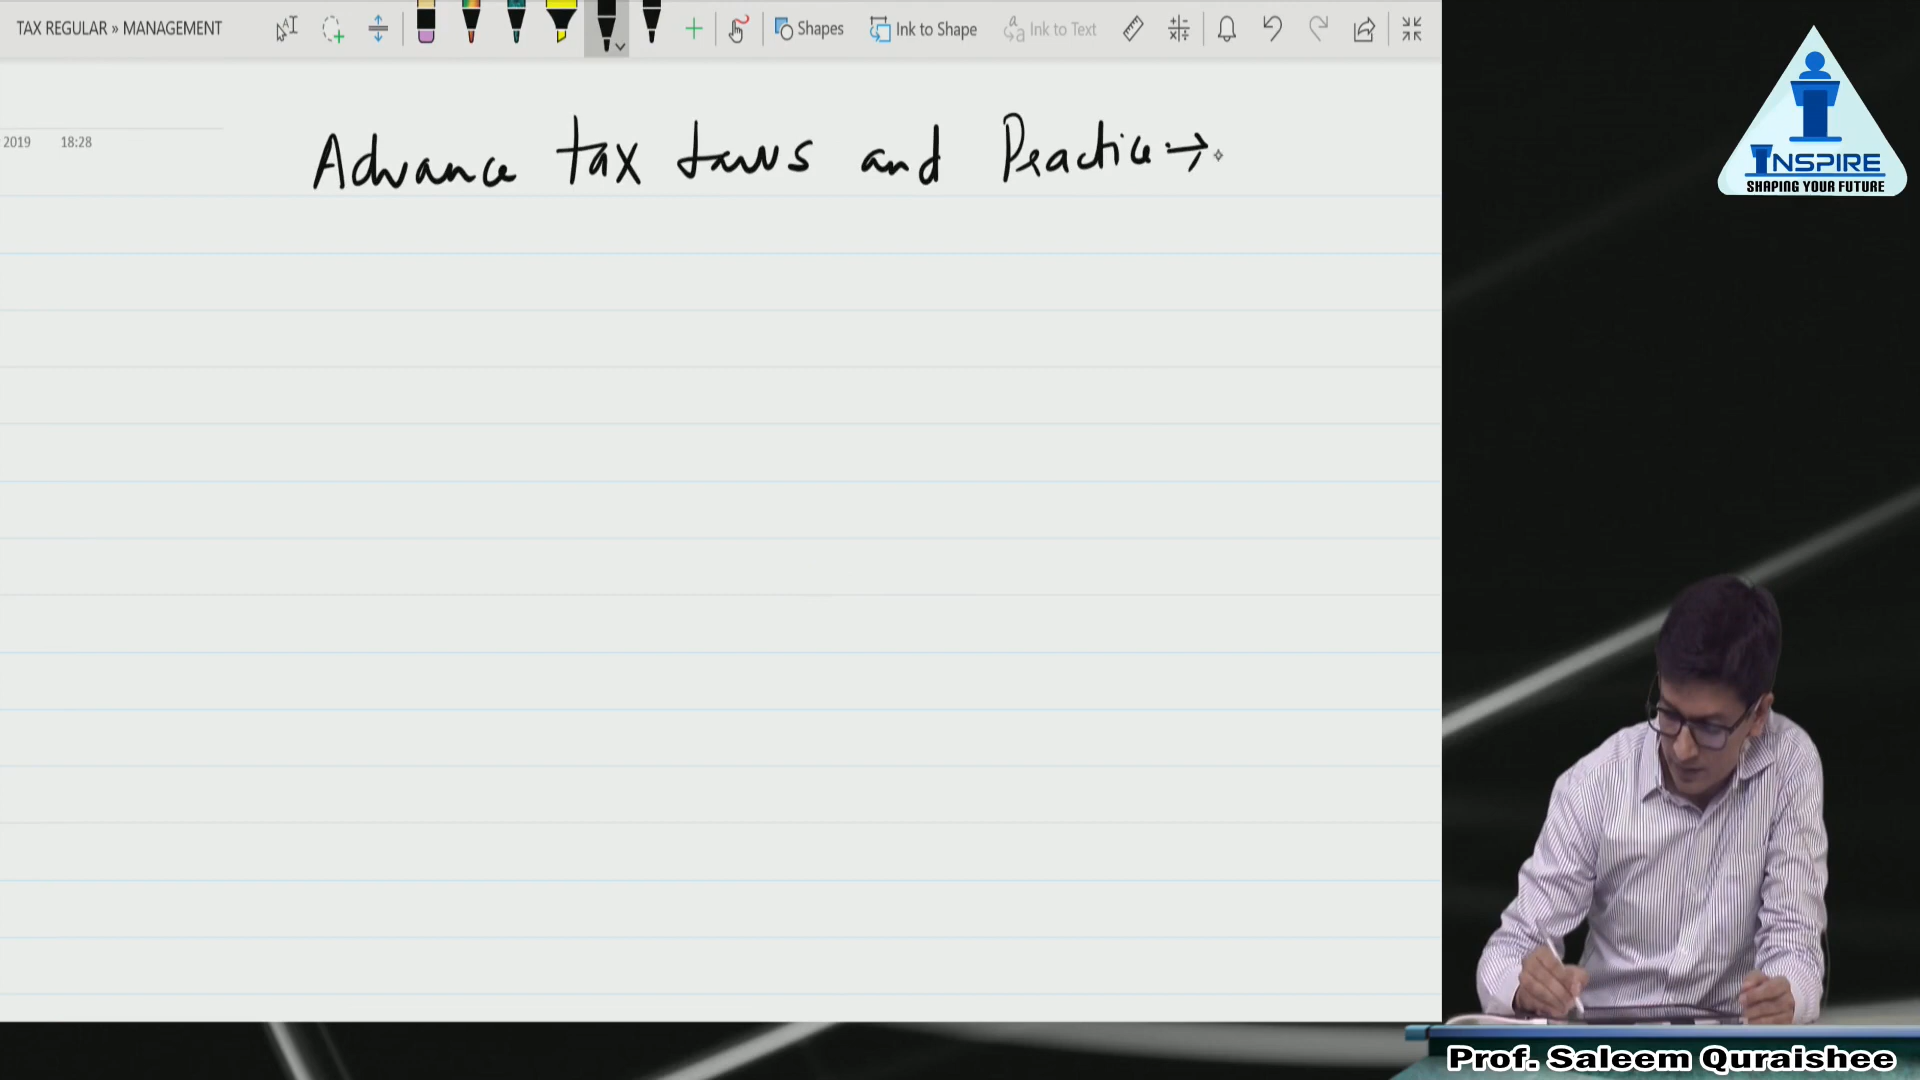 TAX REGULAR » MANAGEMENT
Shapes
Ink to Shape
Ink to Text
2019 18:28
Advance tax laws and Practice →
INSPIRE
SHAPING YOUR FUTURE
Prof. Saleem Quraishee